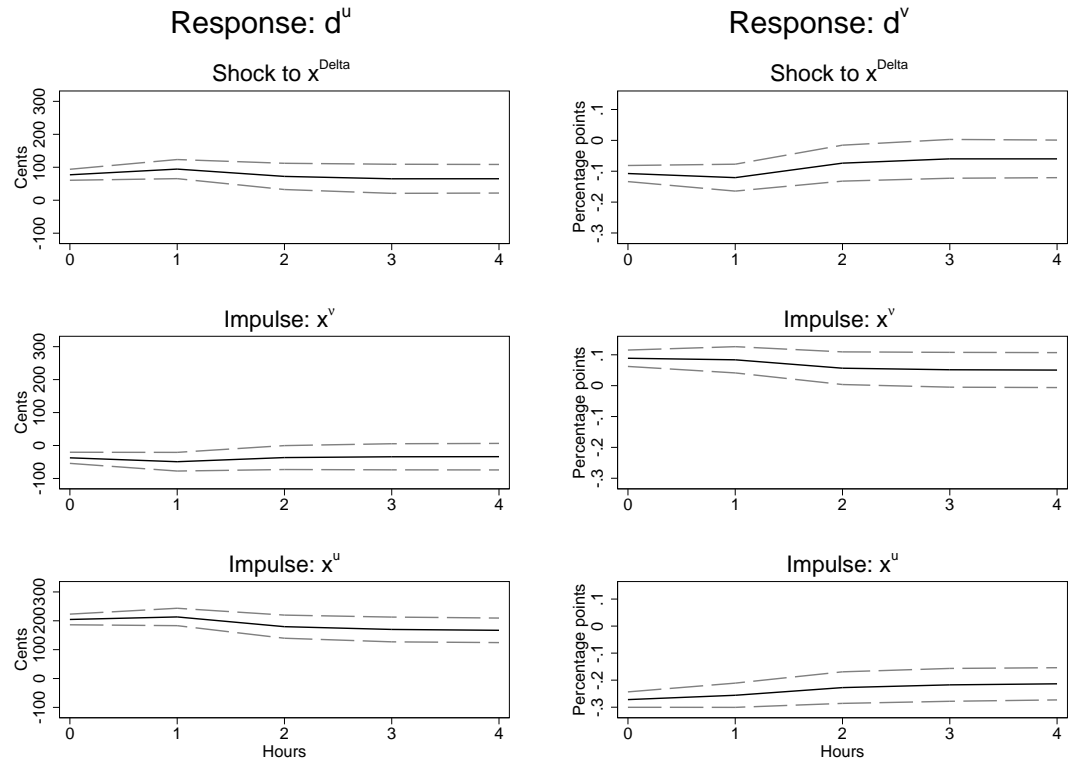 Response: d^u
Response: d^v
Shock to x^Delta
Cents
-100 0 100 200 300
0 1 2 3 4
Shock to x^Delta
Percentage points
-.3 -.2 -.1 0 .1
0 1 2 3 4
Impulse: x^ν
Cents
-100 0 100 200 300
0 1 2 3 4
Impulse: x^ν
Percentage points
-.3 -.2 -.1 0 .1
0 1 2 3 4
Impulse: x^u
Cents
-100 0 100 200 300
0 1 2 3 4
Hours
Impulse: x^u
Percentage points
-.3 -.2 -.1 0 .1
0 1 2 3 4
Hours